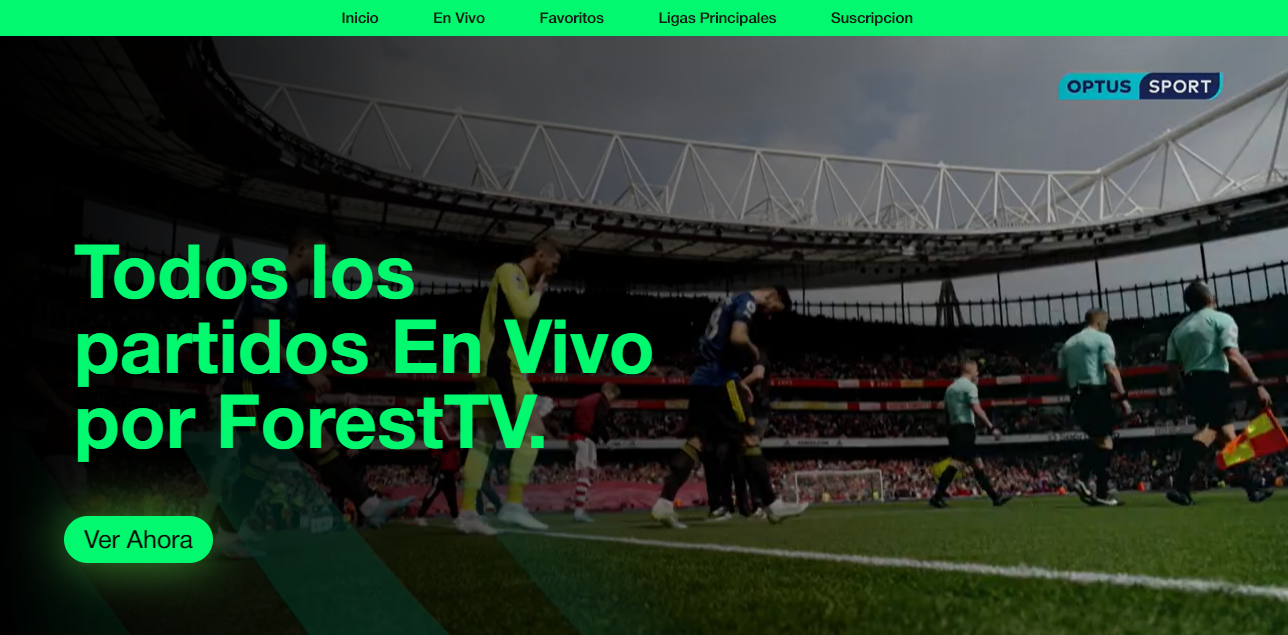 Inicio En Vivo Favoritos Ligas Principales Suscripcion
OPTUS SPORT
Todos los
partidos En Vivo
por ForestTV.
Ver Ahora